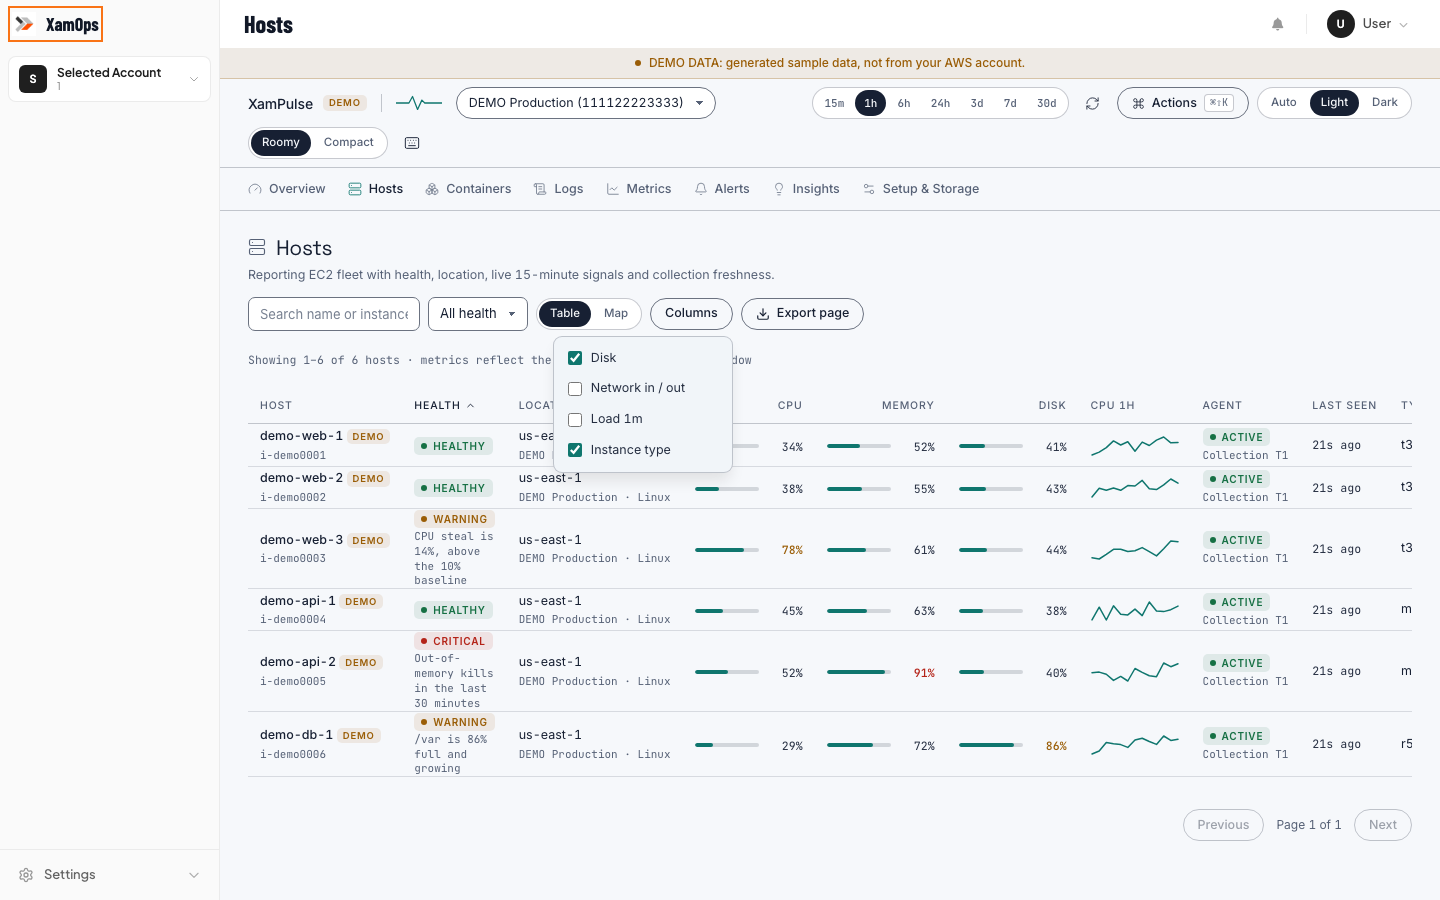 XamOps
Hosts
U User
S Selected Account
1
DEMO DATA: generated sample data, not from your AWS account.
XamPulse DEMO DEMO Production (111122223333) 15m 1h 6h 24h 3d 7d 30d Actions ⌘⇧K Auto Light Dark
Roomy Compact
Overview Hosts Containers Logs Metrics Alerts Insights Setup & Storage
Hosts
Reporting EC2 fleet with health, location, live 15-minute signals and collection freshness.
Search name or instance All health Table Map Columns Export page
Showing 1–6 of 6 hosts · metrics reflect the
Disk
Network in / out
Load 1m
Instance type
HOST HEALTH CPU MEMORY DISK CPU 1H AGENT LAST SEEN
demo-web-1 DEMO HEALTHY 34% 52% 41% ACTIVE 21s ago t3
i-demo0001 DEMO Collection T1
demo-web-2 DEMO HEALTHY us-east-1 38% 55% 43% ACTIVE 21s ago t3
i-demo0002 DEMO Production · Linux Collection T1
demo-web-3 DEMO WARNING us-east-1 78% 61% 44% ACTIVE 21s ago t3
i-demo0003 CPU steal is 14%, above the 10% baseline DEMO Production · Linux Collection T1
demo-api-1 DEMO HEALTHY us-east-1 45% 63% 38% ACTIVE 21s ago m
i-demo0004 DEMO Production · Linux Collection T1
demo-api-2 DEMO CRITICAL us-east-1 52% 91% 40% ACTIVE 21s ago m
i-demo0005 Out-of-memory kills in the last 30 minutes DEMO Production · Linux Collection T1
demo-db-1 DEMO WARNING us-east-1 29% 72% 86% ACTIVE 21s ago r5
i-demo0006 /var is 86% full and growing DEMO Production · Linux Collection T1
Previous Page 1 of 1 Next
Settings